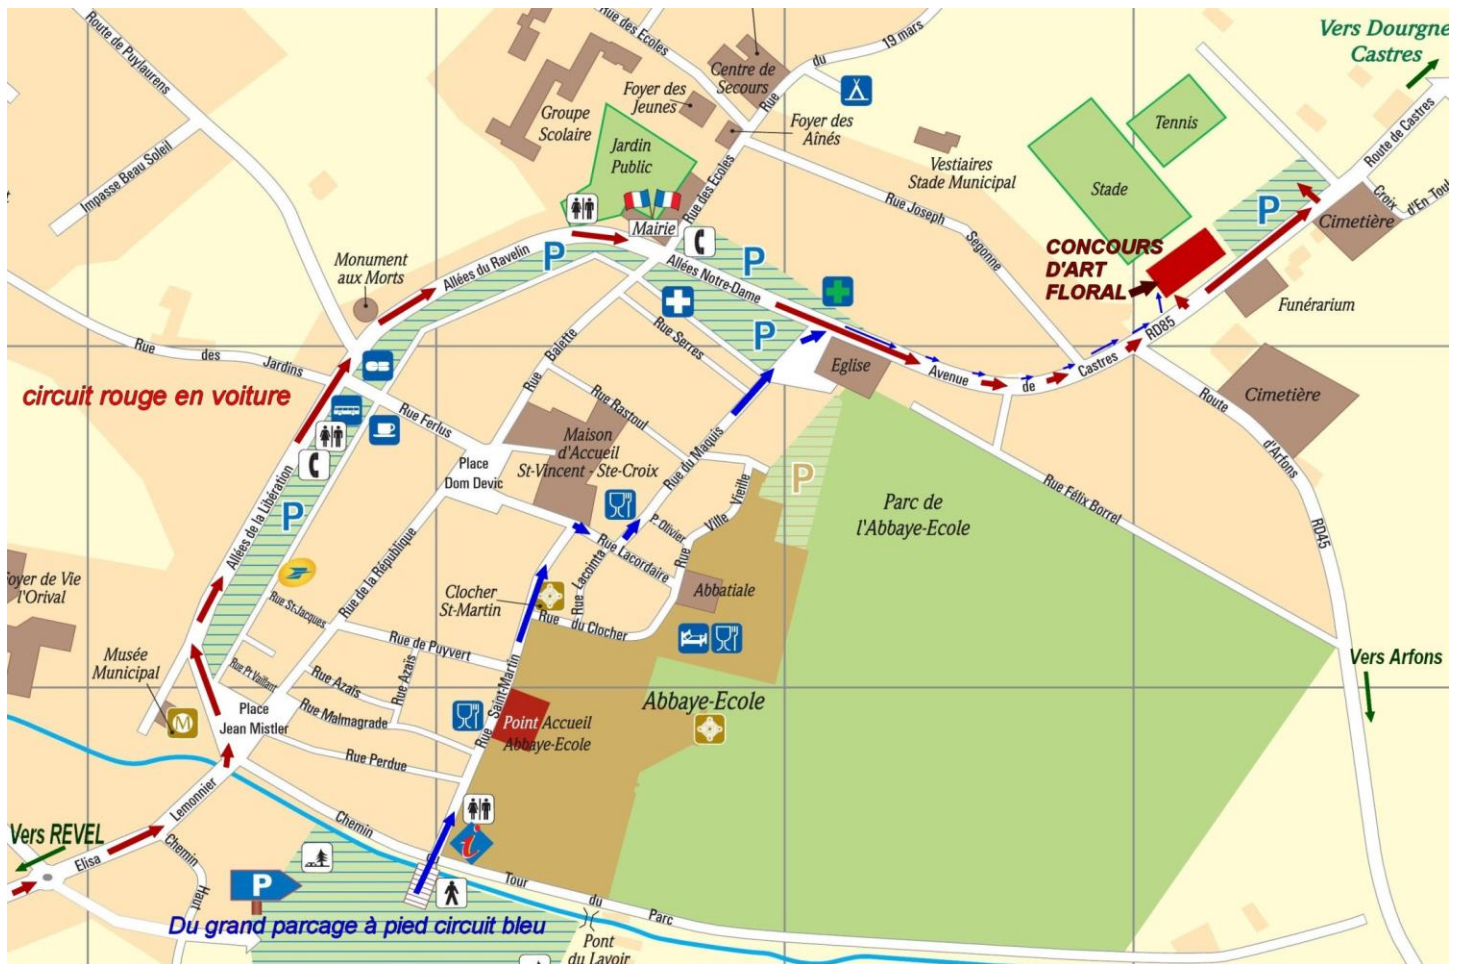 Route de Puylaurens
Rue des Ecoles
Centre de
Secours
Rue
du
19 mars
Vers Dourgne
Castres
Foyer des
Jeunes
Groupe
Scolaire
Foyer des
Aînés
Jardin
Public
Tennis
Stade
Vestiaires
Stade Municipal
Route de Castres
Impasse Beau Soleil
Rue des Ecoles
Rue Joseph
Segonne
Croix
d'En Toul
Cimetière
P
Mairie
Monument
aux Morts
Allées du Ravelin
P
P
Allées Notre-Dame
CONCOURS
D'ART
FLORAL
Funérarium
RD85
Rue
des
Jardins
Rue Serres
P
Eglise
Avenue
de
Castres
Rue
Balette
circuit rouge en voiture
Rue Ferlus
Rue Rastoul
Cimetière
Route
d'Arfons
Maison
d'Accueil
St-Vincent - Ste-Croix
Rue du Maquis
Place
Dom Devic
P
Allées de la Libération
P
Rue
Ville
Vieille
P. Olivier
Parc de
l'Abbaye-Ecole
Rue Félix Borrel
RD45
Foyer de Vie
l'Orival
Rue de la République
Rue Lacordaire
Rue Lacointa
Clocher
St-Martin
Abbatiale
Rue St-Jacques
Rue
du Clocher
Rue de Puyvert
Musée
Municipal
M
Rue Pt Vaillant
Rue Azaïs
Rue Azaïs
Rue Saint-Martin
Vers Arfons
Place
Jean Mistler
Rue Malmagrade
Point Accueil
Abbaye-Ecole
Abbaye-Ecole
Rue Perdue
Vers REVEL
Elisa
Lemonnier
Chemin
Haut
Chemin
du
Tour
du
Parc
i
P
Du grand parcage à pied circuit bleu
Pont
du Lavoir